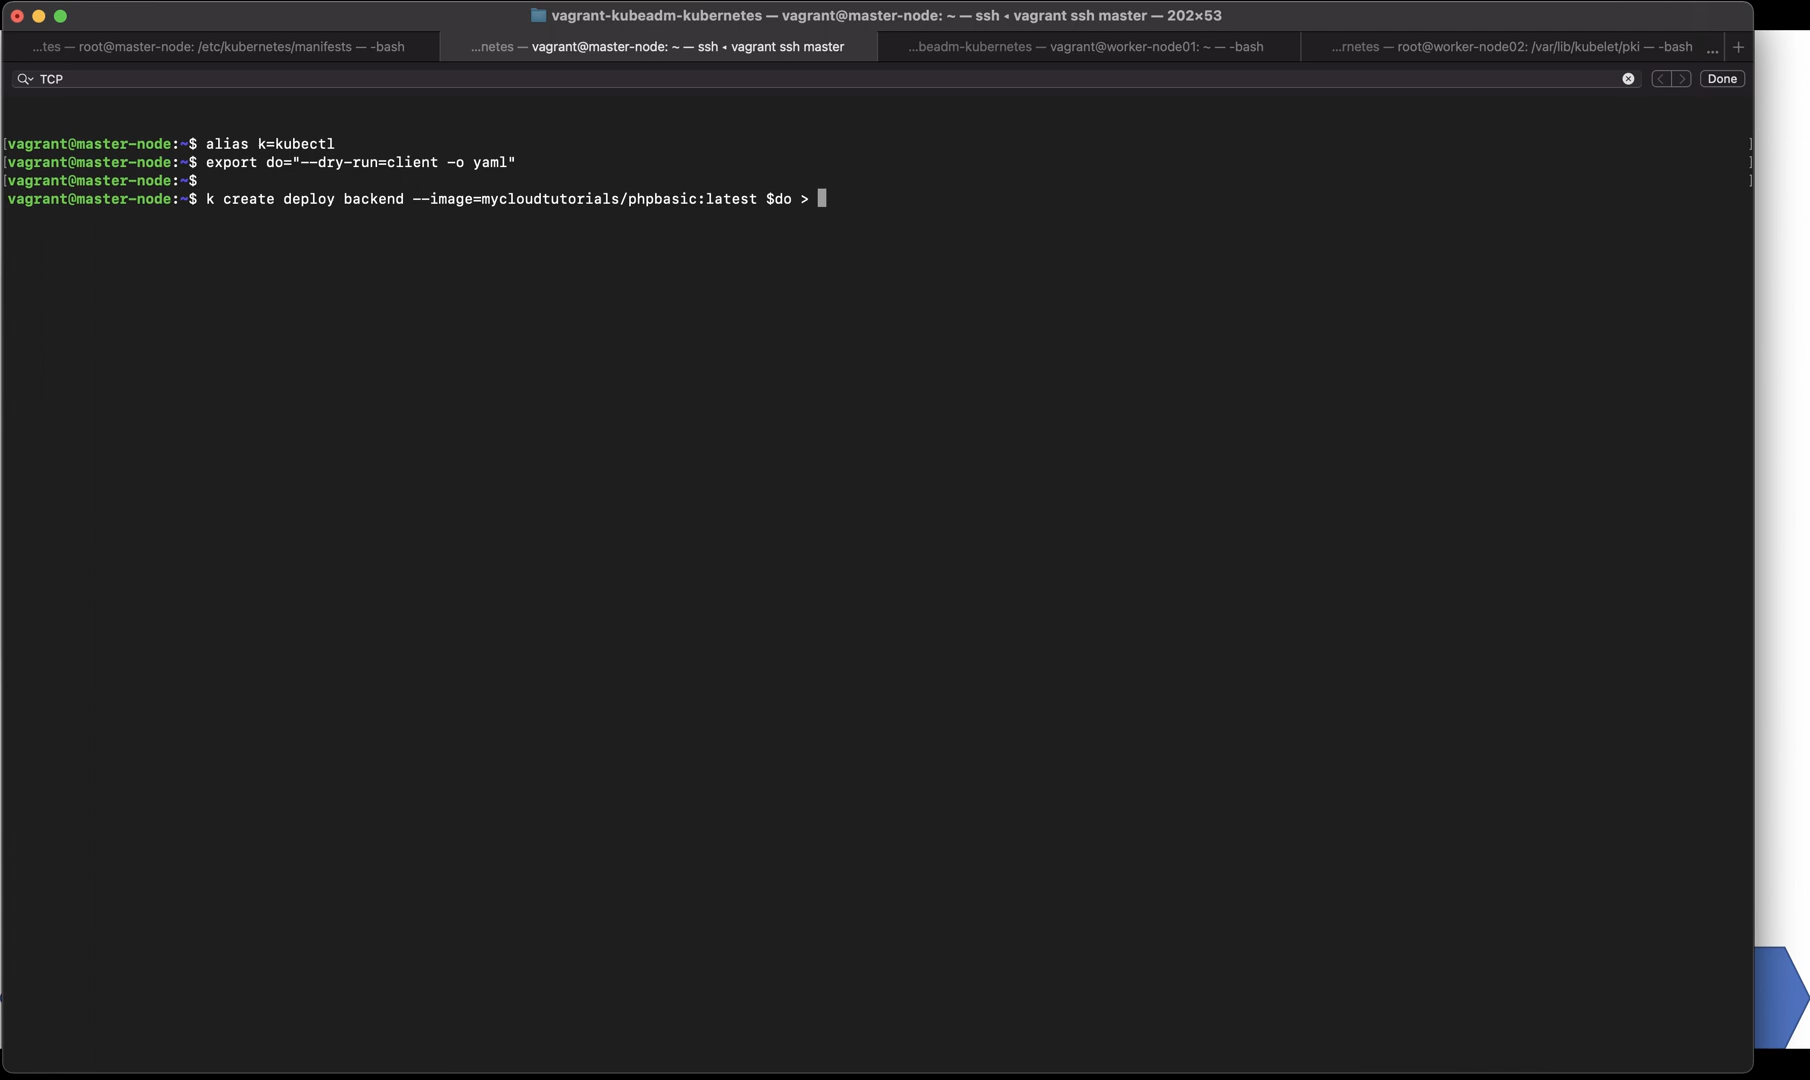 vagrant-kubeadm-kubernetes — vagrant@master-node: ~ — ssh ◂ vagrant ssh master — 202×53
...tes — root@master-node: /etc/kubernetes/manifests — -bash
...netes — vagrant@master-node: ~ — ssh ◂ vagrant ssh master
...beadm-kubernetes — vagrant@worker-node01: ~ — -bash
...rnetes — root@worker-node02: /var/lib/kubelet/pki — -bash
...
TCP
Done
[vagrant@master-node:~$ alias k=kubectl ]
[vagrant@master-node:~$ export do="--dry-run=client -o yaml" ]
[vagrant@master-node:~$ ]
vagrant@master-node:~$ k create deploy backend --image=mycloudtutorials/phpbasic:latest $do >